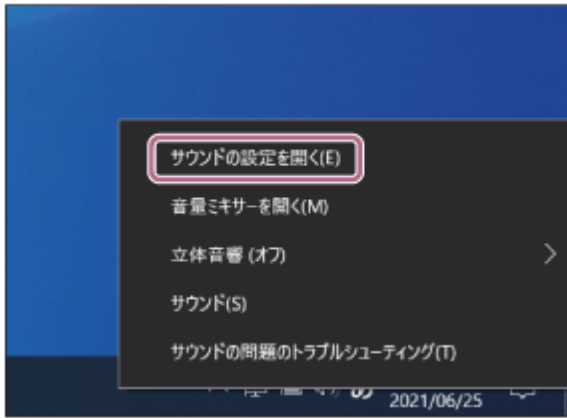 サウンドの設定を開く(E)
音量ミキサーを開く(M)
立体音響 (オフ)
サウンド(S)
サウンドの問題のトラブルシューティング(T)
あ
2021/06/25